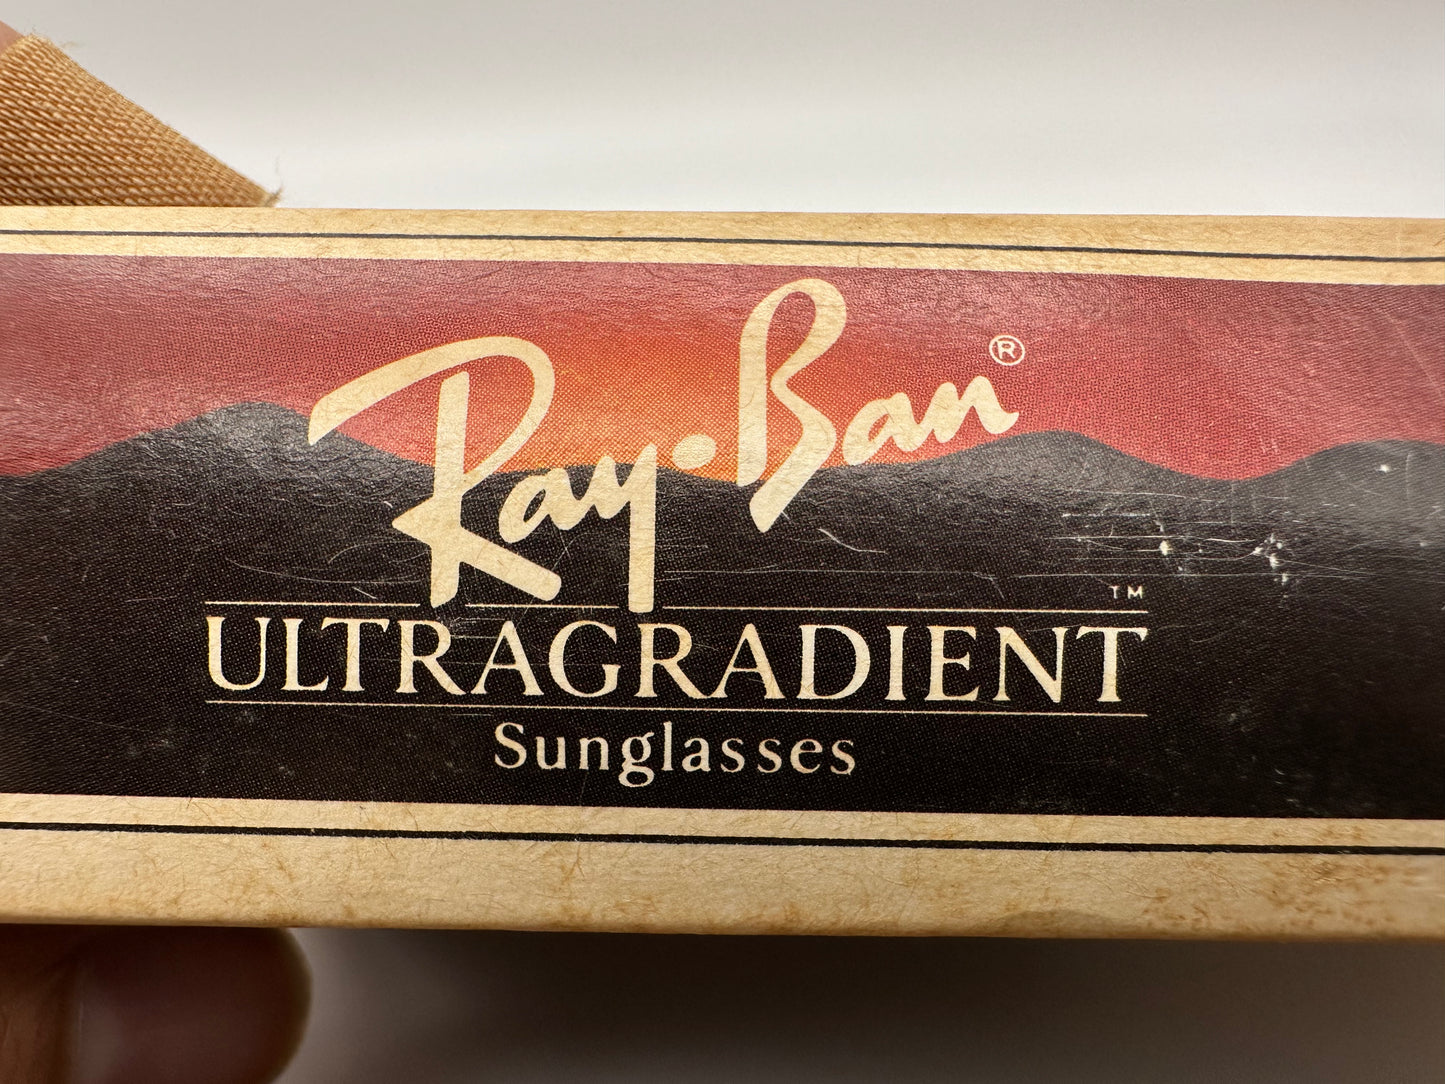 Ray-Ban®
ULTRAGRADIENT™
Sunglasses